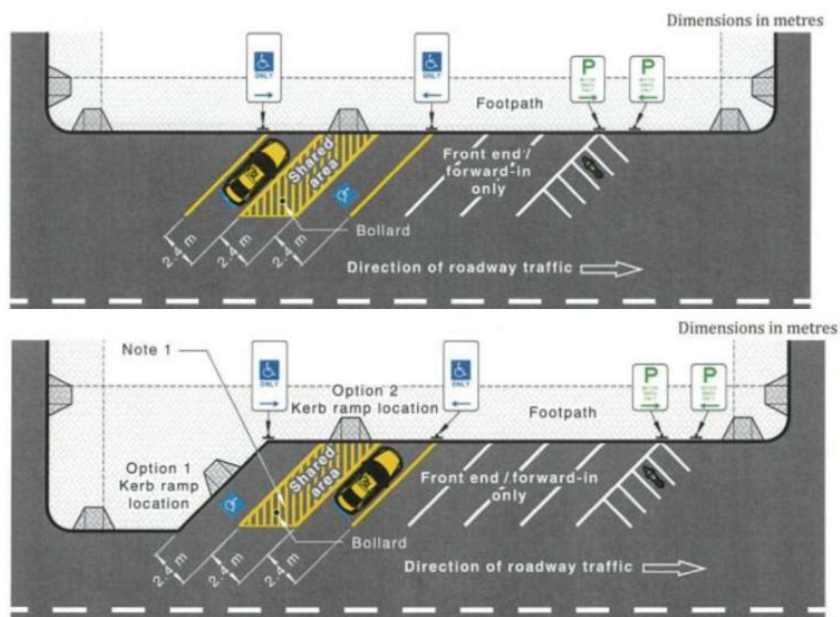 Dimensions in metres
ONLY
ONLY
P
P
Footpath
Shared
area
Front end/
forward-in
only
Bollard
2.4 m
2.4 m
2.4 m
Direction of roadway traffic
Dimensions in metres
Note 1
ONLY
ONLY
Option 2
Kerb ramp location
P
P
Footpath
Option 1
Kerb ramp
location
Shared
area
Front end / forward-in
only
Bollard
2.4 m
2.4 m
2.4 m
Direction of roadway traffic